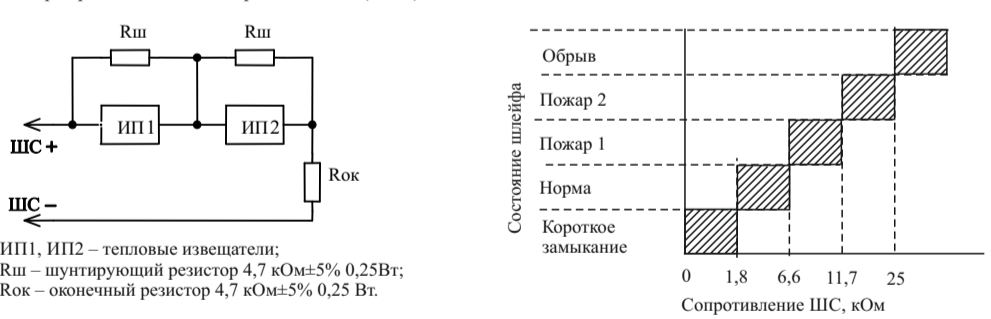 Rш
Rш
ИП1
ИП2
ШС +
Rок
ШС –
ИП1, ИП2 – тепловые извещатели;
Rш – шунтирующий резистор 4,7 кОм±5% 0,25Вт;
Rок – оконечный резистор 4,7 кОм±5% 0,25 Вт.
Состояние шлейфа
Обрыв
Пожар 2
Пожар 1
Норма
Короткое
замыкание
0 1,8 6,6 11,7 25
Сопротивление ШС, кОм